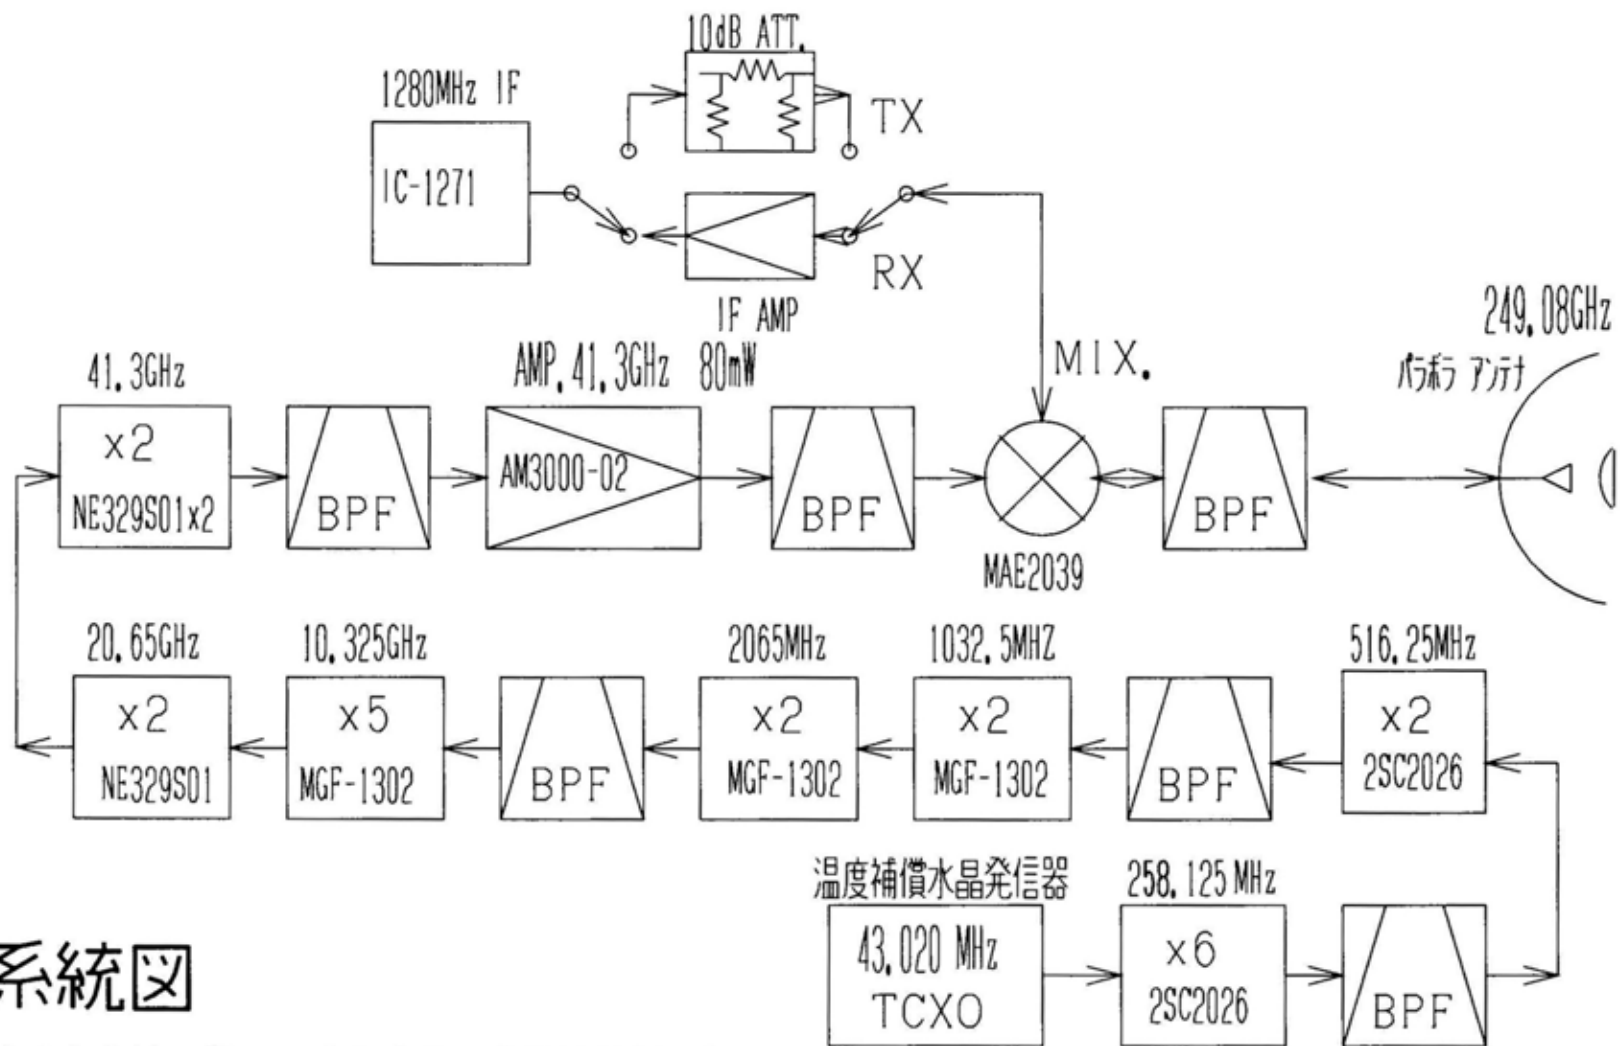 10dB ATT.
1280MHz IF
IC-1271
TX
RX
IF AMP
249.08GHz
パラボラ アンテナ
41.3GHz
AMP. 41.3GHz 80mW
MIX.
x2
NE329S01x2
BPF
AM3000-02
BPF
MAE2039
BPF
20.65GHz
10.325GHz
2065MHz
1032.5MHZ
516.25MHz
x2
NE329S01
x5
MGF-1302
BPF
x2
MGF-1302
x2
MGF-1302
BPF
x2
2SC2026
温度補償水晶発信器
258.125 MHz
43.020 MHz
TCXO
x6
2SC2026
BPF
系統図